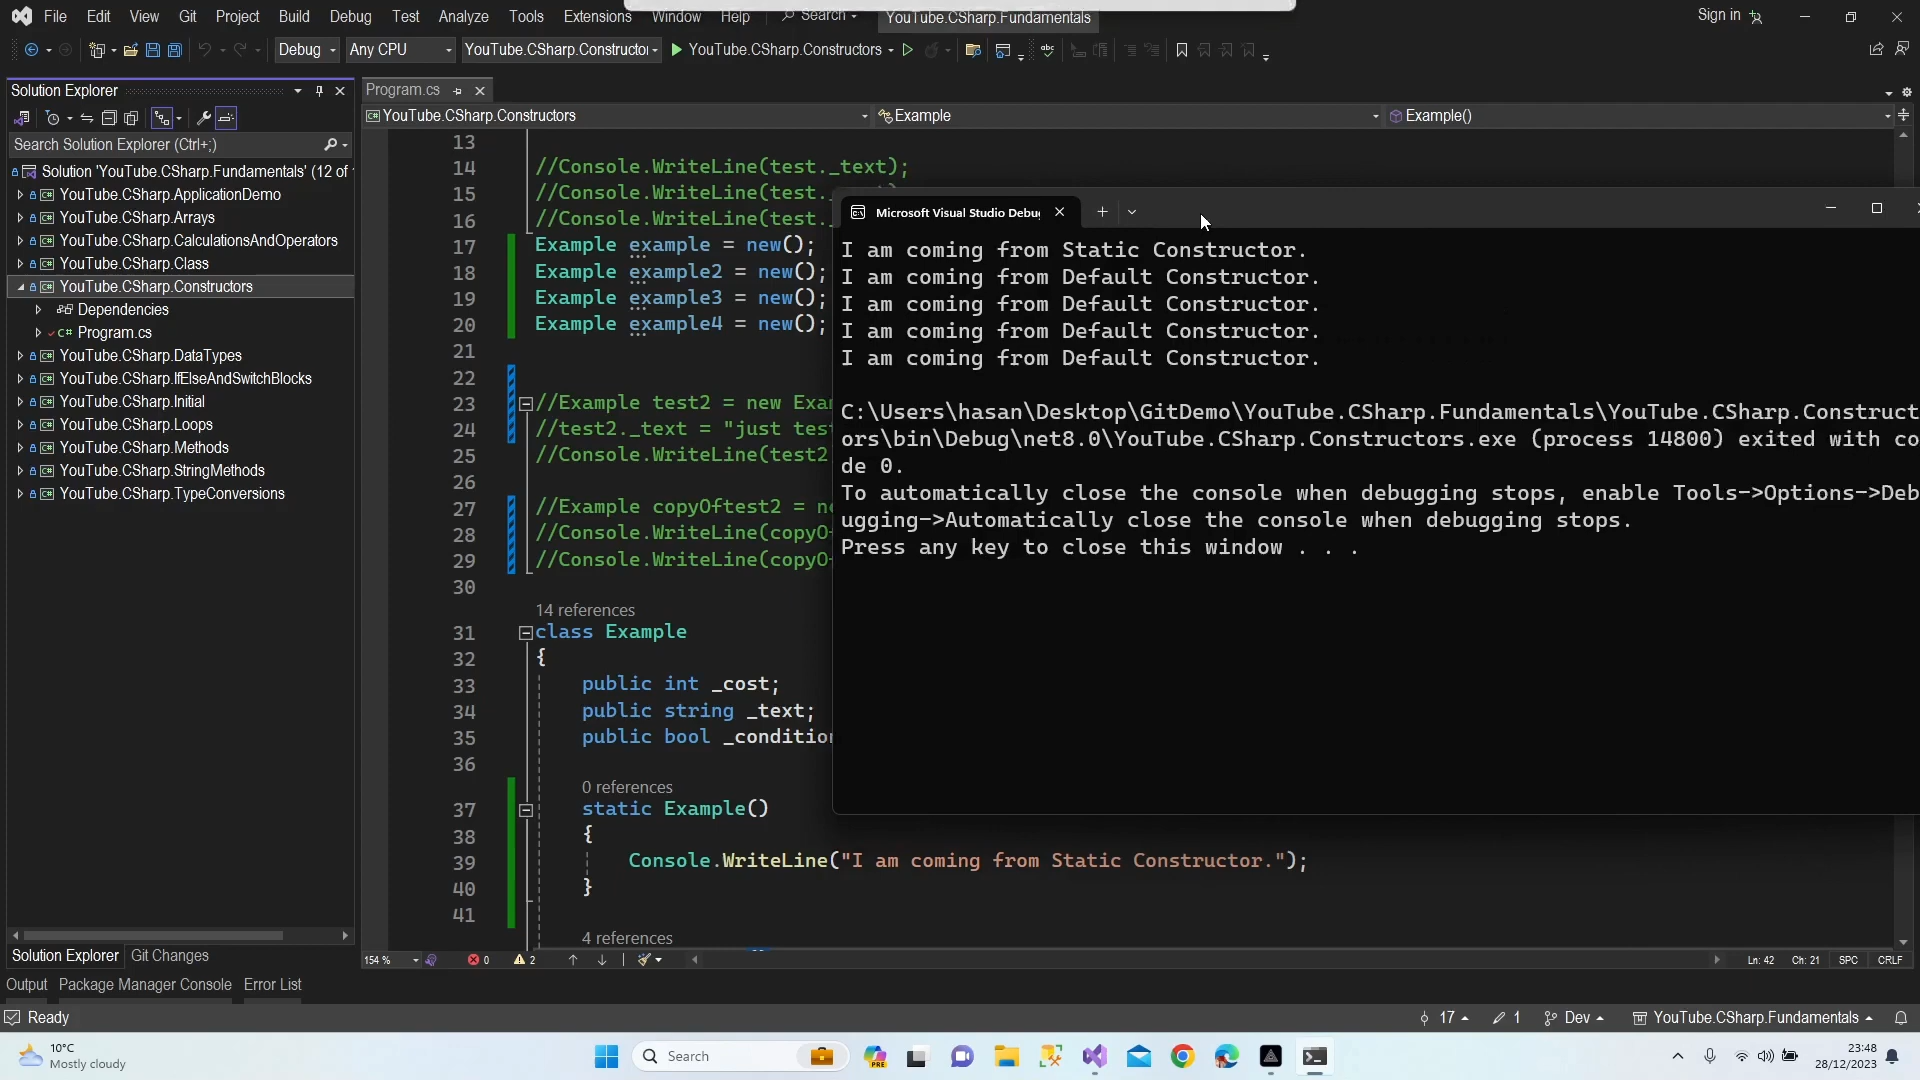 File Edit View Git Project Build Debug Test Analyze Tools Extensions Window Help Search YouTube.CSharp.Fundamentals Sign in
Debug Any CPU YouTube.CSharp.Constructor YouTube.CSharp.Constructors
Solution Explorer
Search Solution Explorer (Ctrl+;)
Solution 'YouTube.CSharp.Fundamentals' (12 of
YouTube.CSharp.ApplicationDemo
YouTube.CSharp.Arrays
YouTube.CSharp.CalculationsAndOperators
YouTube.CSharp.Class
YouTube.CSharp.Constructors
Dependencies
C# Program.cs
YouTube.CSharp.DataTypes
YouTube.CSharp.IfElseAndSwitchBlocks
YouTube.CSharp.Initial
YouTube.CSharp.Loops
YouTube.CSharp.Methods
YouTube.CSharp.StringMethods
YouTube.CSharp.TypeConversions
Solution Explorer Git Changes
Program.cs
YouTube.CSharp.Constructors Example Example()
13
14 //Console.WriteLine(test._text);
15 //Console.WriteLine(test.
16 //Console.WriteLine(test.
17 Example example = new();
18 Example example2 = new();
19 Example example3 = new();
20 Example example4 = new();
21
22
23 //Example test2 = new Exa
24 //test2._text = "just tes
25 //Console.WriteLine(test2
26
27 //Example copyOftest2 = n
28 //Console.WriteLine(copyO
29 //Console.WriteLine(copyO
30
14 references
31 class Example
32 {
33 public int _cost;
34 public string _text;
35 public bool _condition
36
0 references
37 static Example()
38 {
39 Console.WriteLine("I am coming from Static Constructor.");
40 }
41
4 references
Microsoft Visual Studio Debug
I am coming from Static Constructor.
I am coming from Default Constructor.
I am coming from Default Constructor.
I am coming from Default Constructor.
I am coming from Default Constructor.
C:\Users\hasan\Desktop\GitDemo\YouTube.CSharp.Fundamentals\YouTube.CSharp.Construct
ors\bin\Debug\net8.0\YouTube.CSharp.Constructors.exe (process 14800) exited with co
de 0.
To automatically close the console when debugging stops, enable Tools->Options->Deb
ugging->Automatically close the console when debugging stops.
Press any key to close this window . . .
154 % 0 2 Ln: 42 Ch: 21 SPC CRLF
Output Package Manager Console Error List
Ready 17 1 Dev YouTube.CSharp.Fundamentals
10°C
Mostly cloudy
Search
PRE
23:48
28/12/2023